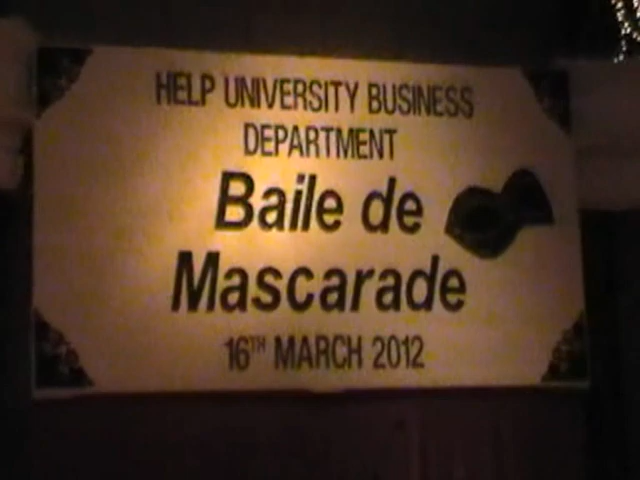 HELP UNIVERSITY BUSINESS
DEPARTMENT
Baile de
Mascarade
16TH MARCH 2012